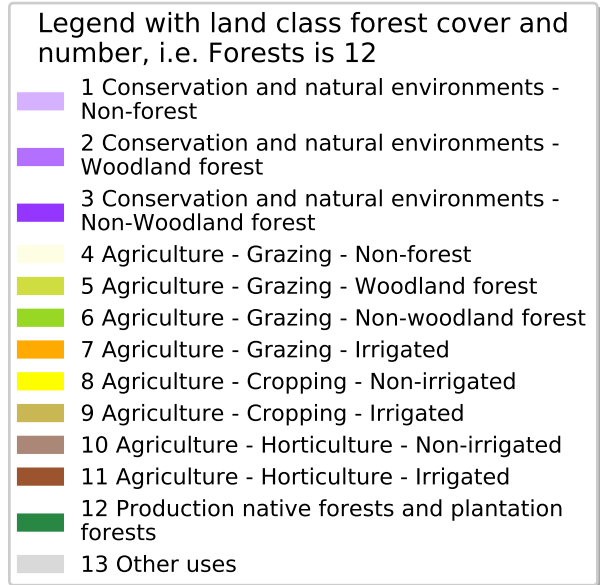 Legend with land class forest cover and
number, i.e. Forests is 12
1 Conservation and natural environments -
Non-forest
2 Conservation and natural environments -
Woodland forest
3 Conservation and natural environments -
Non-Woodland forest
4 Agriculture - Grazing - Non-forest
5 Agriculture - Grazing - Woodland forest
6 Agriculture - Grazing - Non-woodland forest
7 Agriculture - Grazing - Irrigated
8 Agriculture - Cropping - Non-irrigated
9 Agriculture - Cropping - Irrigated
10 Agriculture - Horticulture - Non-irrigated
11 Agriculture - Horticulture - Irrigated
12 Production native forests and plantation
forests
13 Other uses